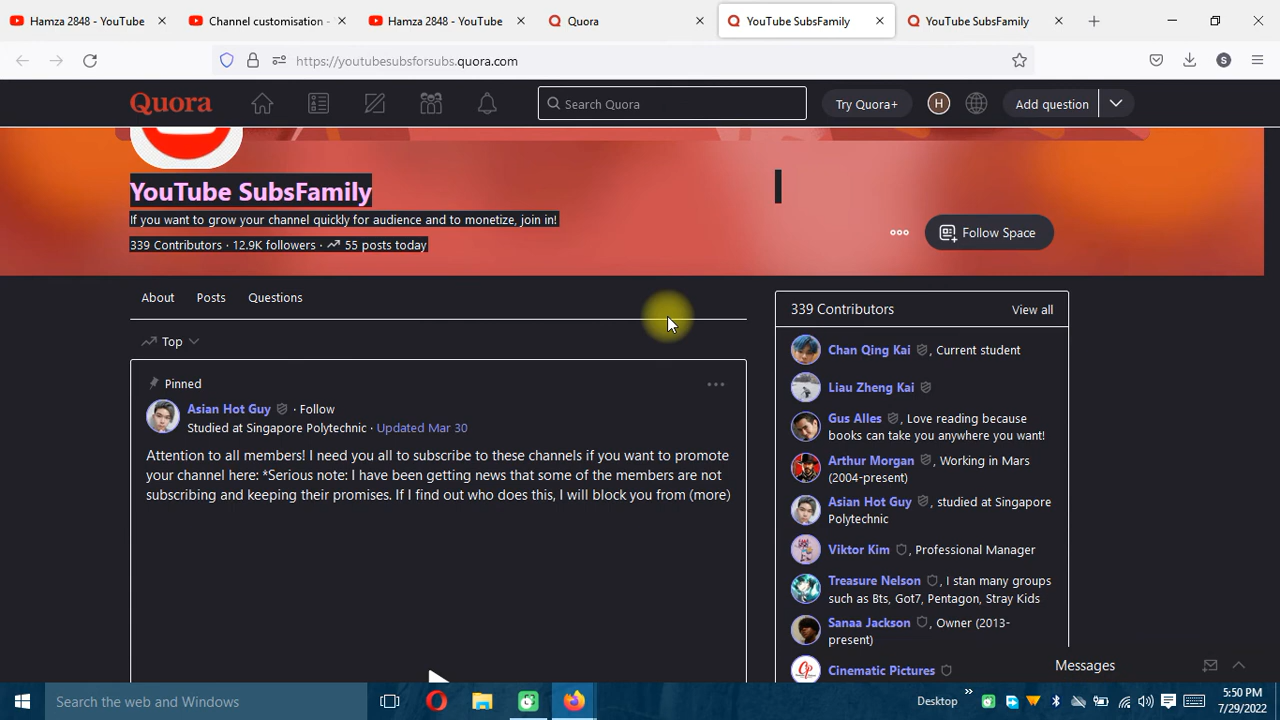 Hamza 2848 - YouTube
Channel customisation -
Hamza 2848 - YouTube
Quora
YouTube SubsFamily
YouTube SubsFamily
https://youtubesubsforsubs.quora.com
S
Quora
Search Quora
Try Quora+
H
Add question
YouTube SubsFamily
If you want to grow your channel quickly for audience and to monetize, join in!
339 Contributors · 12.9K followers · 55 posts today
Follow Space
About
Posts
Questions
Top
Pinned
Asian Hot Guy · Follow
Studied at Singapore Polytechnic · Updated Mar 30
Attention to all members! I need you all to subscribe to these channels if you want to promote
your channel here: *Serious note: I have been getting news that some of the members are not
subscribing and keeping their promises. If I find out who does this, I will block you from (more)
339 Contributors
View all
Chan Qing Kai , Current student
Liau Zheng Kai
Gus Alles , Love reading because
books can take you anywhere you want!
Arthur Morgan , Working in Mars
(2004-present)
Asian Hot Guy , studied at Singapore
Polytechnic
Viktor Kim , Professional Manager
Treasure Nelson , I stan many groups
such as Bts, Got7, Pentagon, Stray Kids
Sanaa Jackson , Owner (2013-
present)
CP
Cinematic Pictures
Messages
Search the web and Windows
Desktop
5:50 PM
7/29/2022